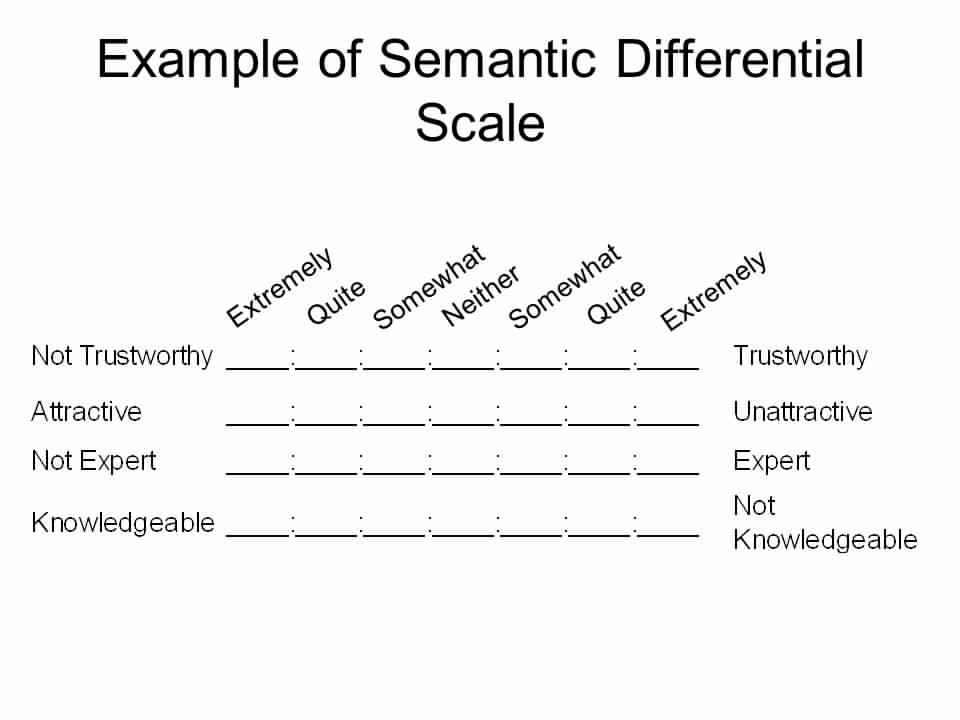 Example of Semantic Differential
Scale
Extremely Quite Somewhat Neither Somewhat Quite Extremely
Not Trustworthy ____:____:____:____:____:____:____ Trustworthy
Attractive ____:____:____:____:____:____:____ Unattractive
Not Expert ____:____:____:____:____:____:____ Expert
Knowledgeable ____:____:____:____:____:____:____ Not
Knowledgeable